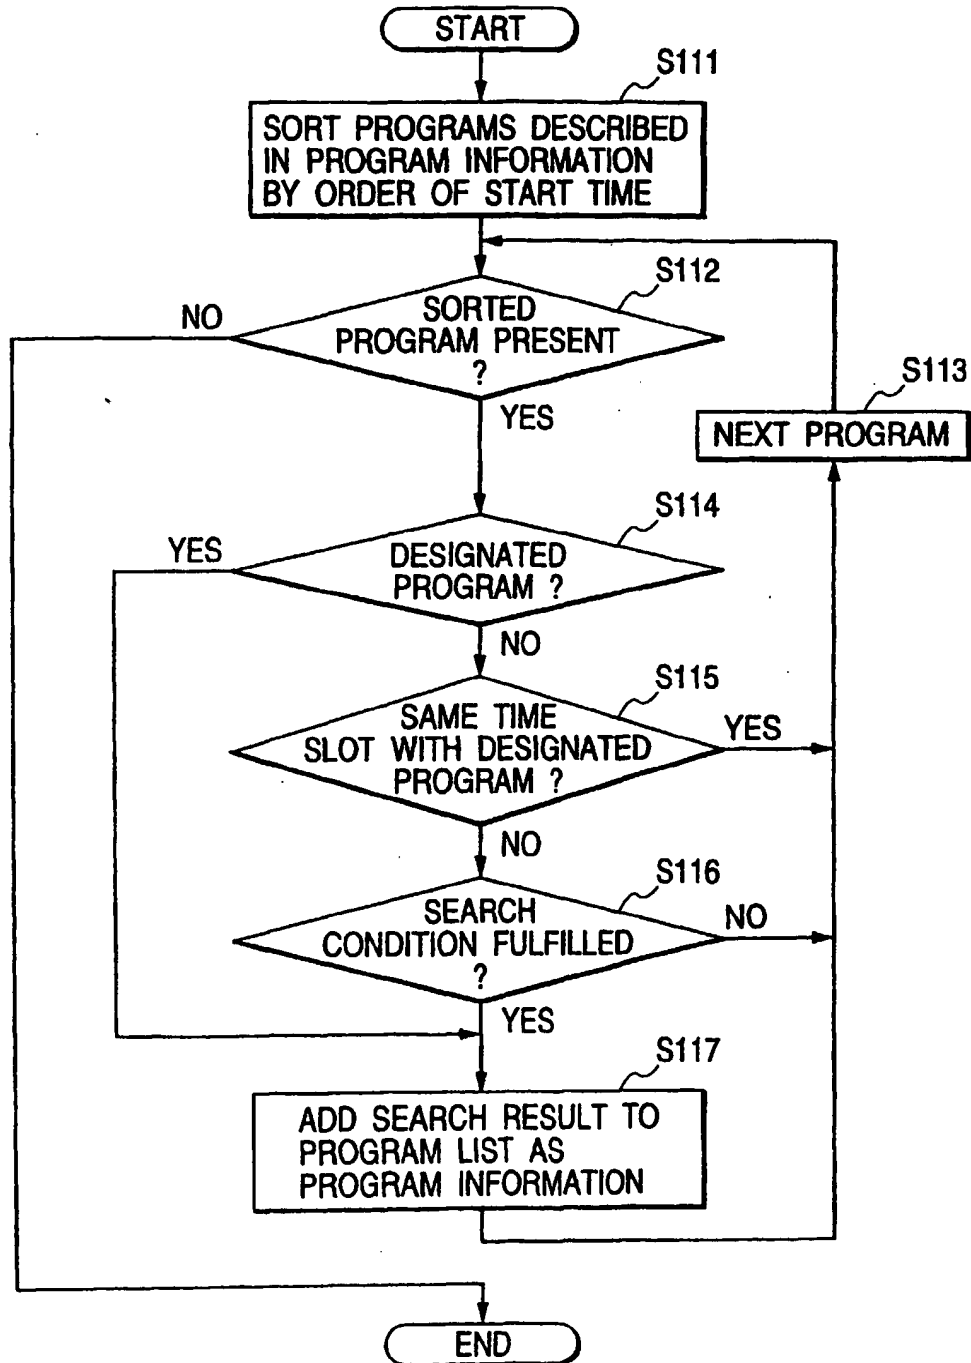 START
S111
SORT PROGRAMS DESCRIBED
IN PROGRAM INFORMATION
BY ORDER OF START TIME
S112
NO
SORTED
PROGRAM PRESENT
?
YES
S113
NEXT PROGRAM
S114
YES
DESIGNATED
PROGRAM ?
NO
S115
SAME TIME
SLOT WITH DESIGNATED
PROGRAM ?
YES
NO
S116
SEARCH
CONDITION FULFILLED
?
NO
YES
S117
ADD SEARCH RESULT TO
PROGRAM LIST AS
PROGRAM INFORMATION
END